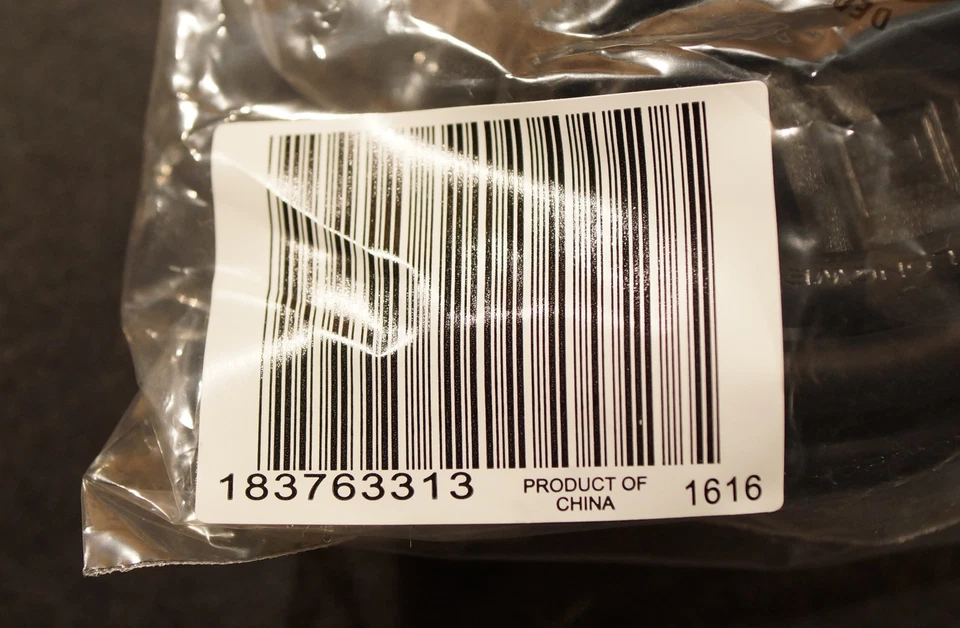 183763313
PRODUCT OF
CHINA
1616